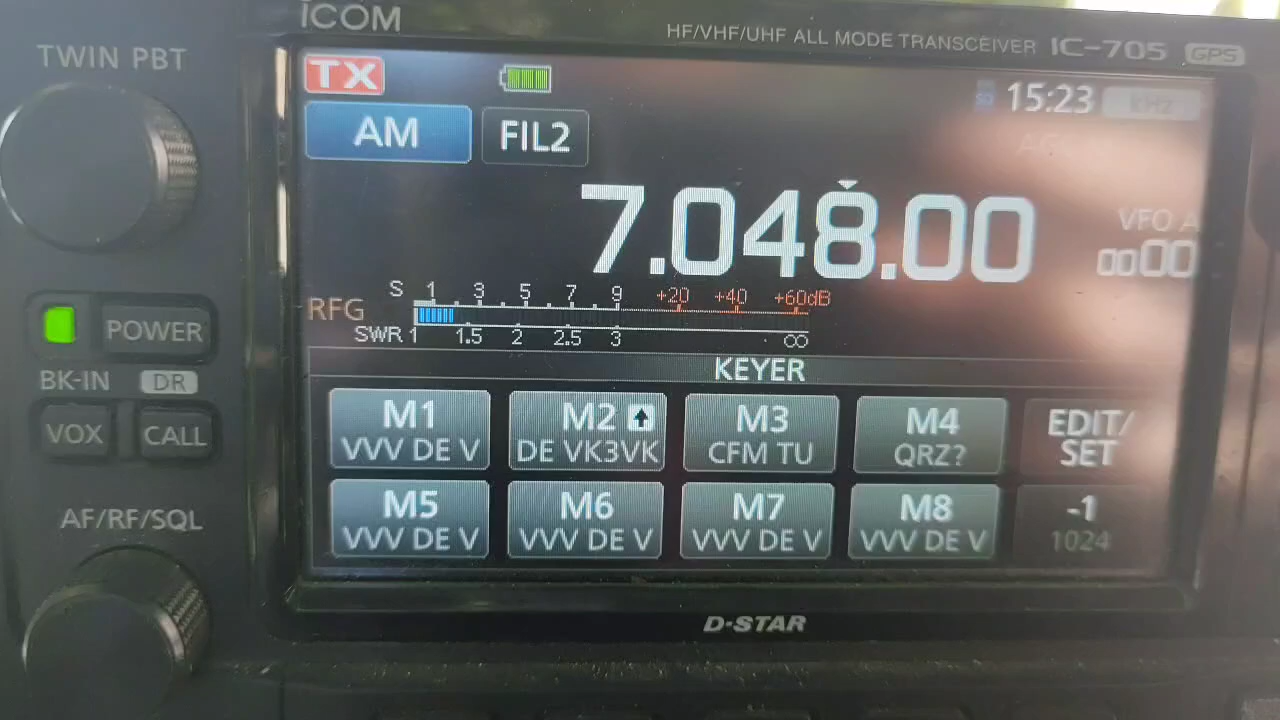 ICOM
HF/VHF/UHF ALL MODE TRANSCEIVER IC-705 GPS
TWIN PBT
TX
15:23 kHz
AM FIL2
7.048.00
VFO A
00 00
S 1 3 5 7 9 +20 +40 +60dB
RFG
SWR 1 1.5 2 2.5 3 ∞
POWER
KEYER
BK-IN DR
VOX CALL
M1 M2 M3 M4 EDIT/
VVV DE V DE VK3VK CFM TU QRZ? SET
M5 M6 M7 M8 -1
VVV DE V VVV DE V VVV DE V VVV DE V 1024
AF/RF/SQL
D-STAR